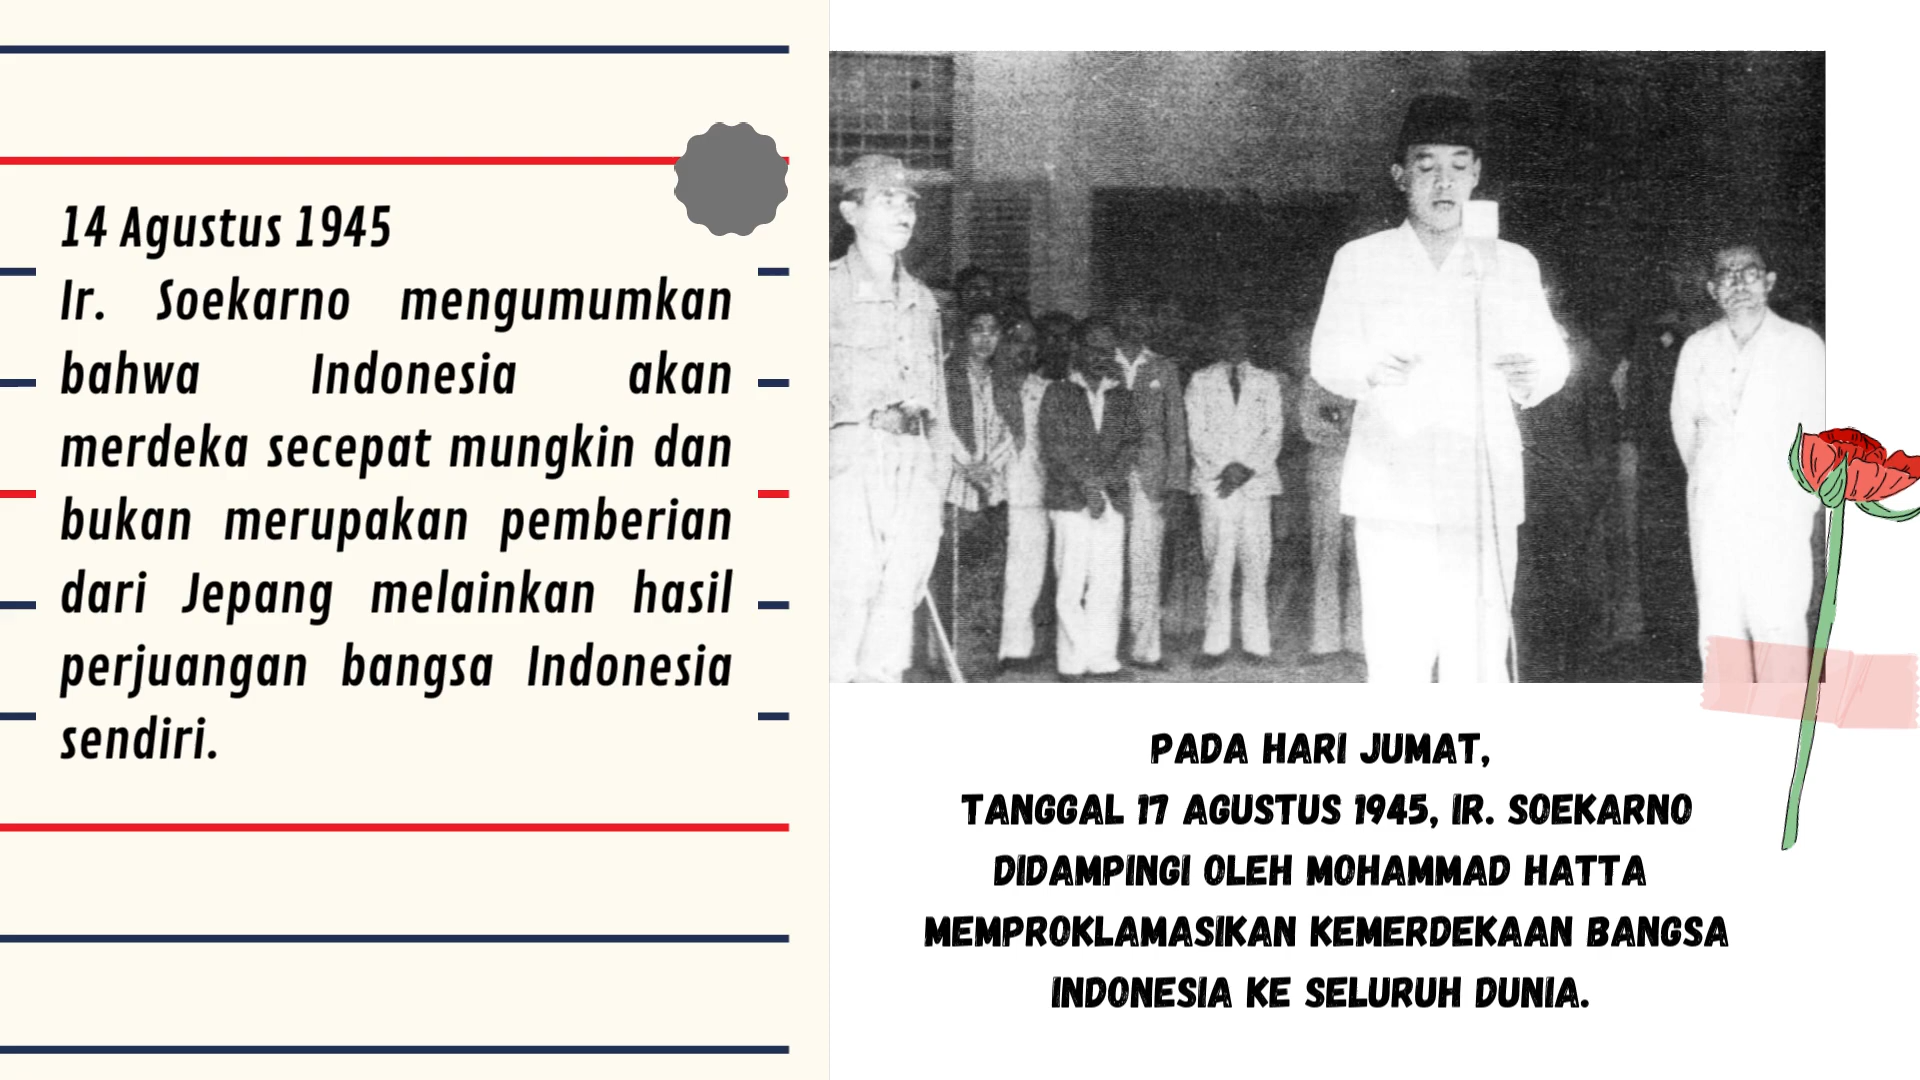 14 Agustus 1945
Ir. Soekarno mengumumkan
bahwa Indonesia akan
merdeka secepat mungkin dan
bukan merupakan pemberian
dari Jepang melainkan hasil
perjuangan bangsa Indonesia
sendiri.
PADA HARI JUMAT,
TANGGAL 17 AGUSTUS 1945, IR. SOEKARNO
DIDAMPINGI OLEH MOHAMMAD HATTA
MEMPROKLAMASIKAN KEMERDEKAAN BANGSA
INDONESIA KE SELURUH DUNIA.